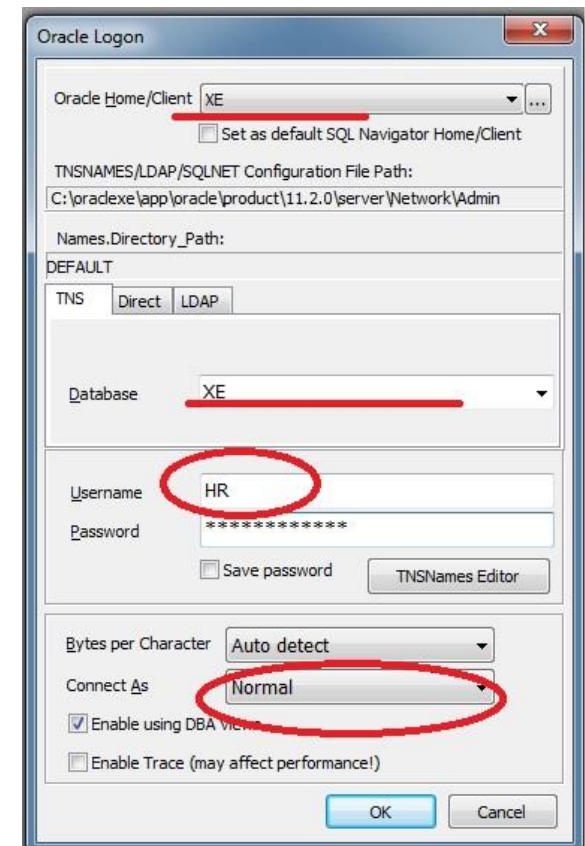 Oracle Logon
Oracle Home/Client XE ...
Set as default SQL Navigator Home/Client
TNSNAMES/LDAP/SQLNET Configuration File Path:
C:\oraclexe\app\oracle\product\11.2.0\server\Network\Admin
Names.Directory_Path:
DEFAULT
TNS Direct LDAP
Database XE
Username HR
Password ************
Save password TNSNames Editor
Bytes per Character Auto detect
Connect As Normal
Enable using DBA views
Enable Trace (may affect performance!)
OK Cancel